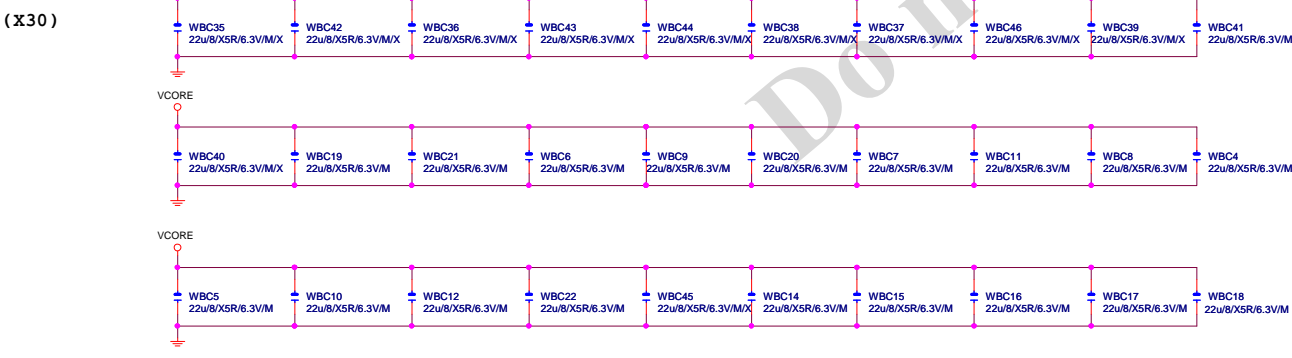 (X30)
WBC35 WBC42 WBC36 WBC43 WBC44 WBC38 WBC37 WBC46 WBC39 WBC41
22u/8/X5R/6.3V/M/X 22u/8/X5R/6.3V/M/X 22u/8/X5R/6.3V/M/X 22u/8/X5R/6.3V/M/X 22u/8/X5R/6.3V/M/X 22u/8/X5R/6.3V/M/X 22u/8/X5R/6.3V/M/X 22u/8/X5R/6.3V/M/X 22u/8/X5R/6.3V/M/X 22u/8/X5R/6.3V/M
Do
VCORE
WBC40 WBC19 WBC21 WBC6 WBC9 WBC20 WBC7 WBC11 WBC8 WBC4
22u/8/X5R/6.3V/M/X 22u/8/X5R/6.3V/M 22u/8/X5R/6.3V/M 22u/8/X5R/6.3V/M 22u/8/X5R/6.3V/M 22u/8/X5R/6.3V/M 22u/8/X5R/6.3V/M 22u/8/X5R/6.3V/M 22u/8/X5R/6.3V/M 22u/8/X5R/6.3V/M
VCORE
WBC5 WBC10 WBC12 WBC22 WBC45 WBC14 WBC15 WBC16 WBC17 WBC18
22u/8/X5R/6.3V/M 22u/8/X5R/6.3V/M 22u/8/X5R/6.3V/M 22u/8/X5R/6.3V/M 22u/8/X5R/6.3V/M/X 22u/8/X5R/6.3V/M 22u/8/X5R/6.3V/M 22u/8/X5R/6.3V/M 22u/8/X5R/6.3V/M 22u/8/X5R/6.3V/M